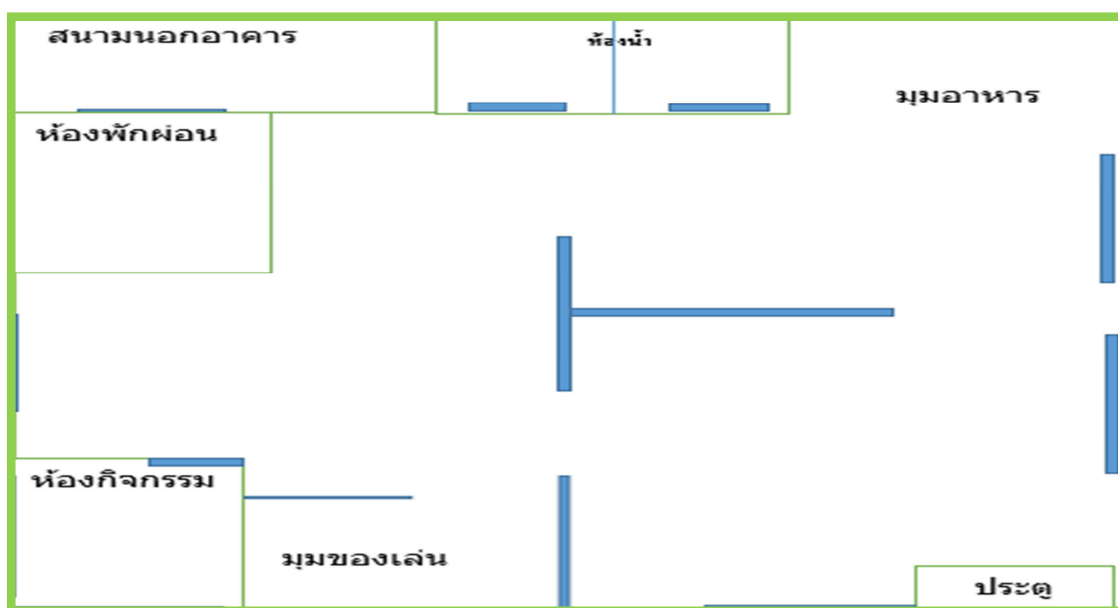 สนามนอกอาคาร
ห้องน้ำ
มุมอาหาร
ห้องพักผ่อน
ห้องกิจกรรม
มุมของเล่น
ประตู